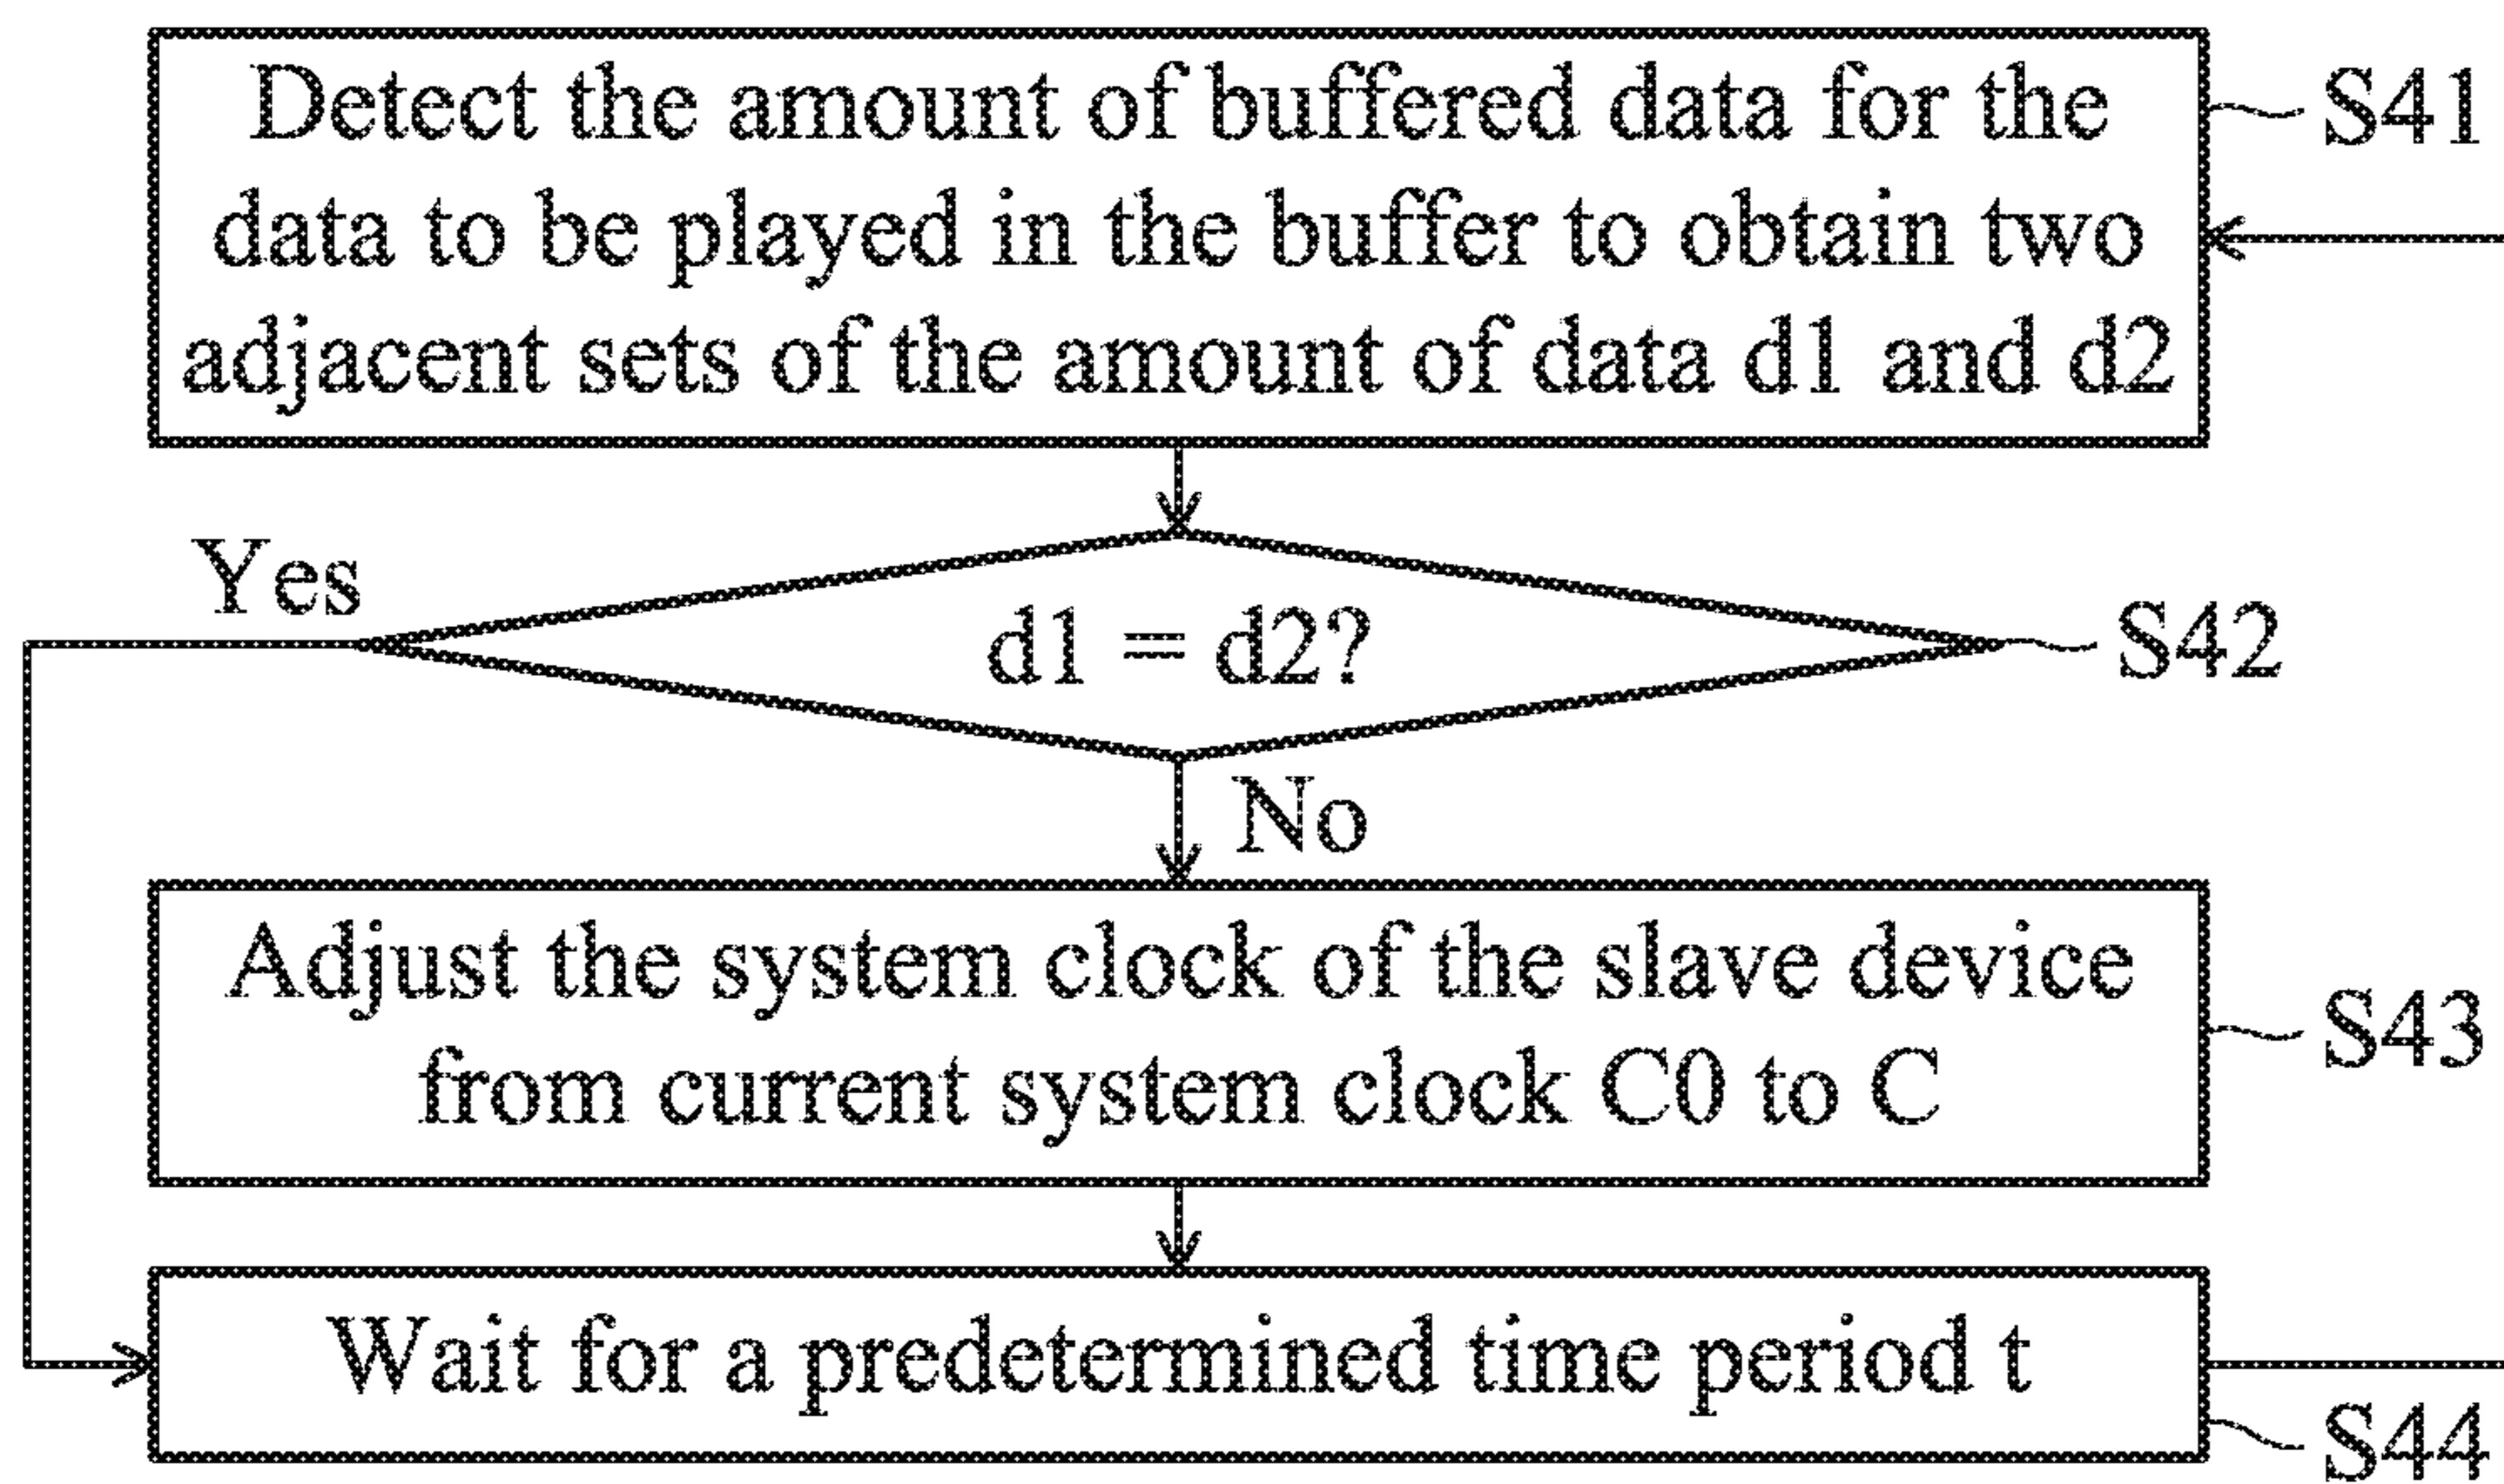 Detect the amount of buffered data for the
data to be played in the buffer to obtain two
adjacent sets of the amount of data d1 and d2
S41
Yes
d1 = d2?
S42
No
Adjust the system clock of the slave device
from current system clock C0 to C
S43
Wait for a predetermined time period t
S44